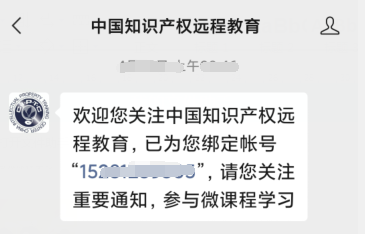 中国知识产权远程教育
欢迎您关注中国知识产权远
程教育，已为您绑定帐号
“”，请您关注
重要通知，参与微课程学习